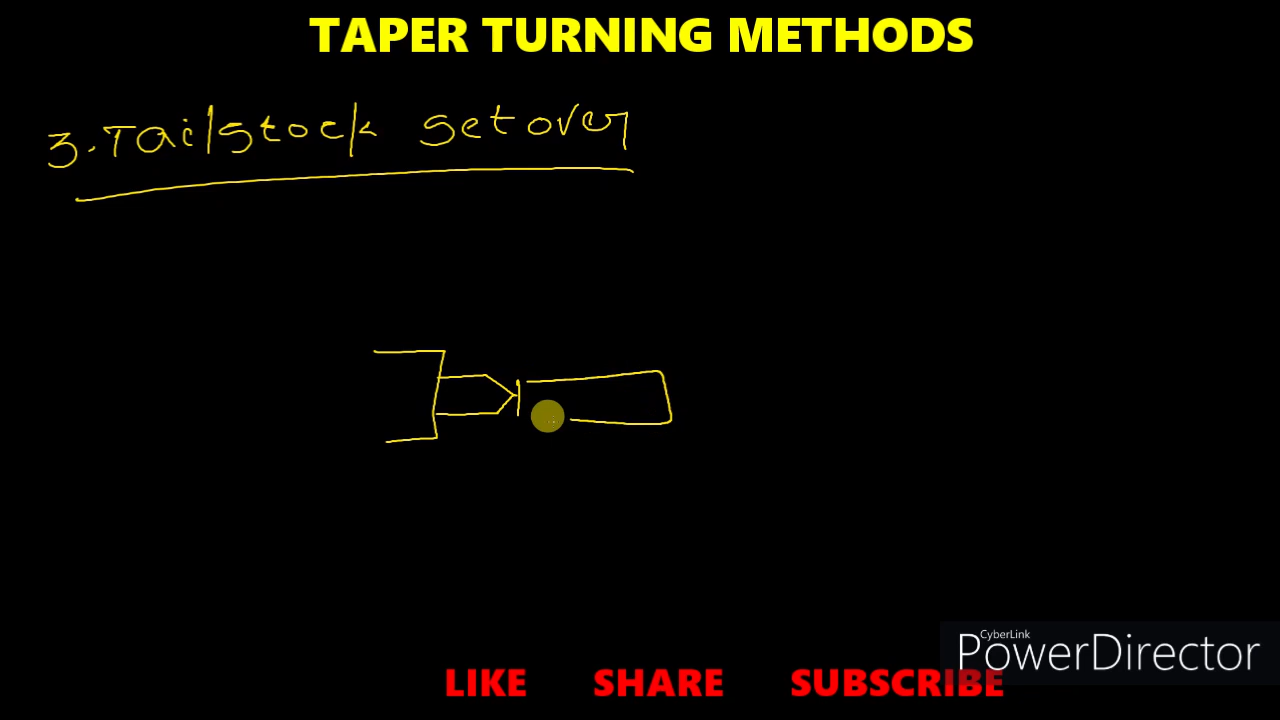 TAPER TURNING METHODS
3. Tailstock setover
CyberLink
PowerDirector
LIKE SHARE SUBSCRIBE